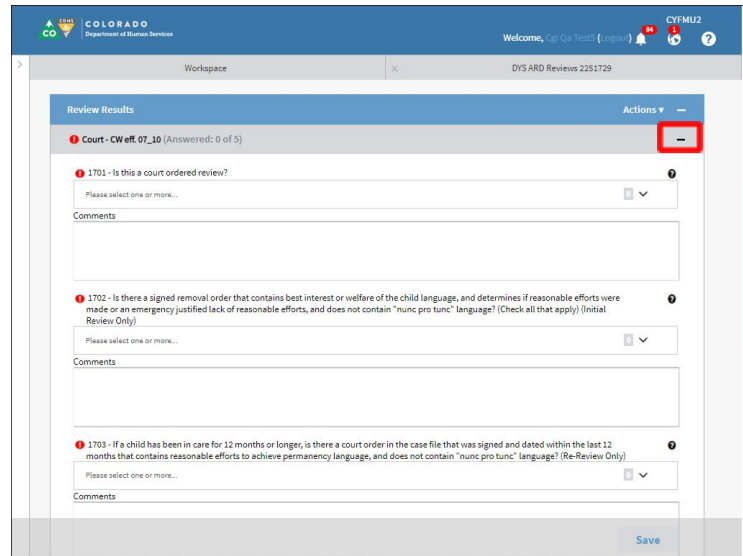 CYFMU2
CO CDHS COLORADO
Department of Human Services
Welcome, Cgi Qa Test5 (Logout) 84 1 ?
> Workspace × DYS ARD Reviews 2251729
Review Results Actions ▾ –
Court - CW eff. 07_10 (Answered: 0 of 5) –
1701 - Is this a court ordered review?
Please select one or more... 0
Comments
1702 - Is there a signed removal order that contains best interest or welfare of the child language, and determines if reasonable efforts were
made or an emergency justified lack of reasonable efforts, and does not contain "nunc pro tunc" language? (Check all that apply) (Initial
Review Only)
Please select one or more... 0
Comments
1703 - If a child has been in care for 12 months or longer, is there a court order in the case file that was signed and dated within the last 12
months that contains reasonable efforts to achieve permanency language, and does not contain "nunc pro tunc" language? (Re-Review Only)
Please select one or more... 0
Comments
Save